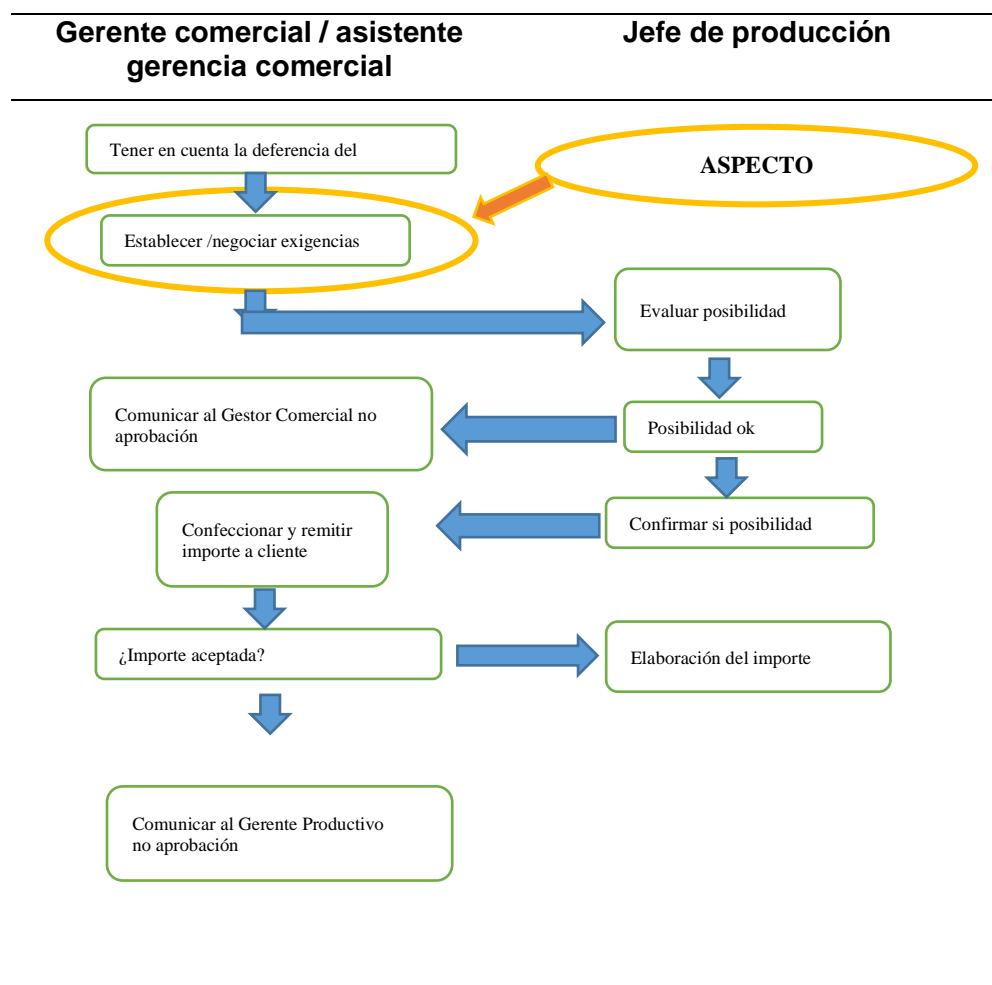 Gerente comercial / asistente
gerencia comercial
Jefe de producción
Tener en cuenta la deferencia del
ASPECTO
Establecer /negociar exigencias
Evaluar posibilidad
Comunicar al Gestor Comercial no
aprobación
Posibilidad ok
Confeccionar y remitir
importe a cliente
Confirmar si posibilidad
¿Importe aceptada?
Elaboración del importe
Comunicar al Gerente Productivo
no aprobación